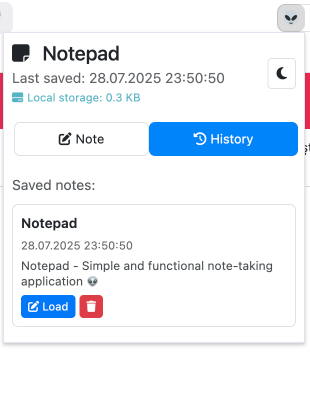 Notepad
Last saved: 28.07.2025 23:50:50
Local storage: 0.3 KB
Note
History
Saved notes:
Notepad
28.07.2025 23:50:50
Notepad - Simple and functional note-taking
application 👽
Load